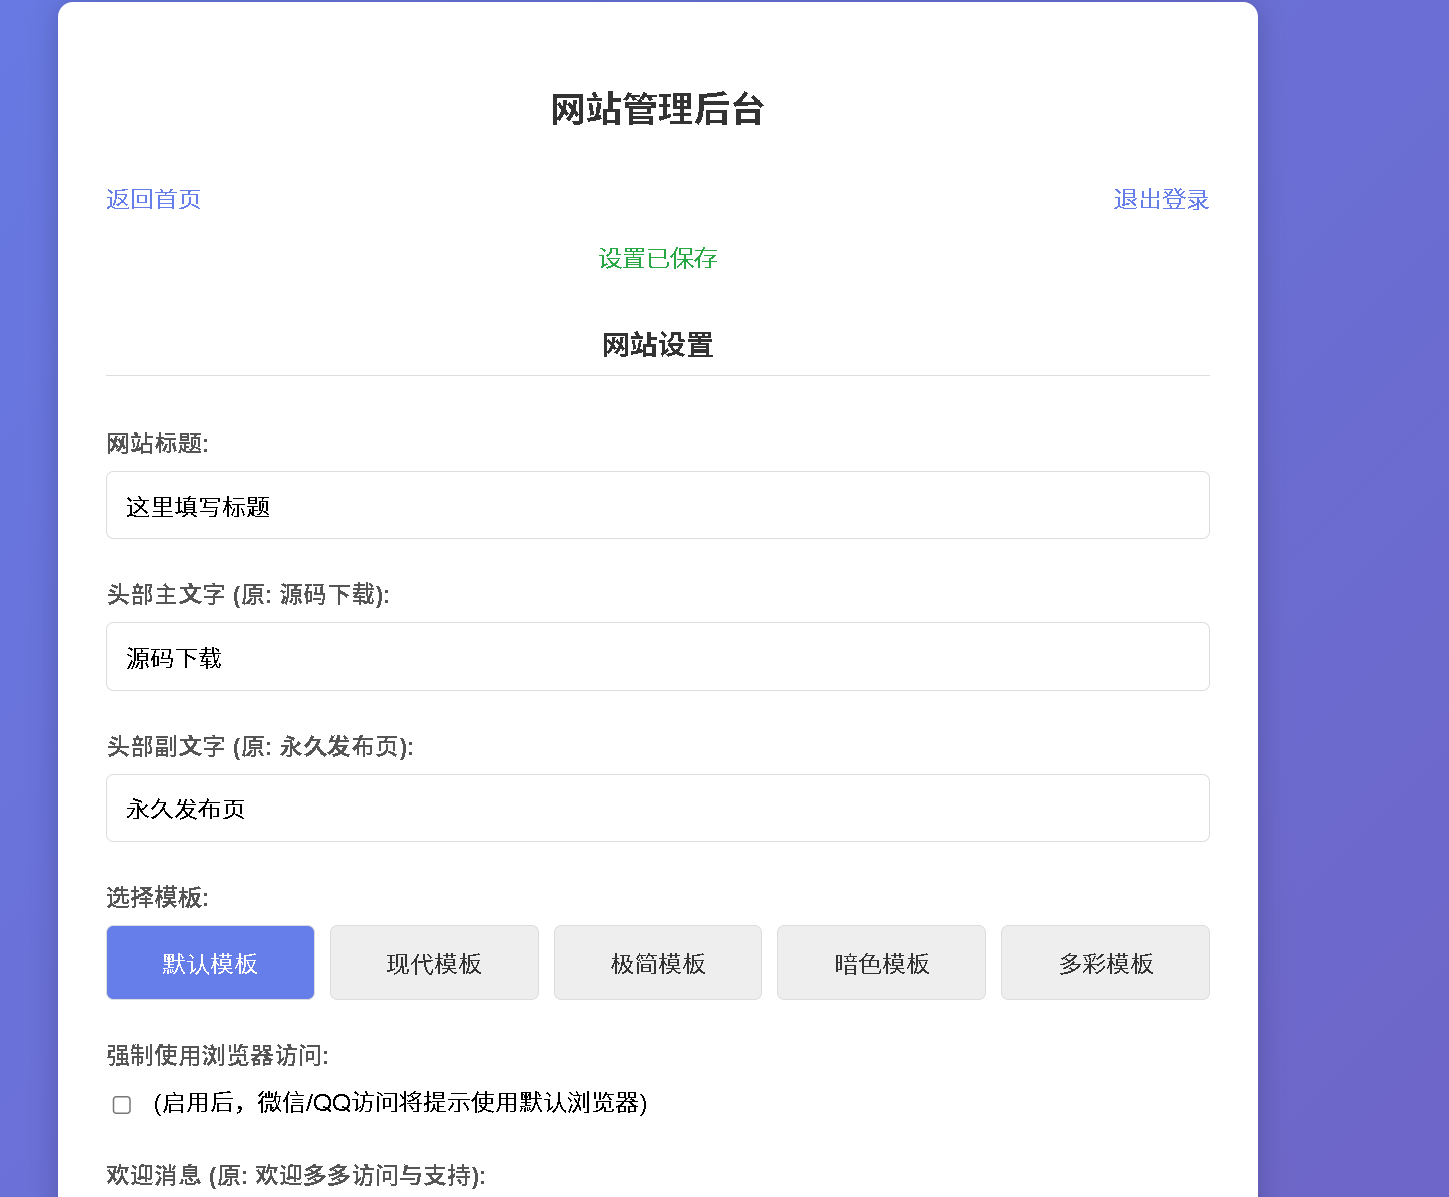 网站管理后台
返回首页
退出登录
设置已保存
网站设置
网站标题:
这里填写标题
头部主文字 (原: 源码下载):
源码下载
头部副文字 (原: 永久发布页):
永久发布页
选择模板:
默认模板
现代模板
极简模板
暗色模板
多彩模板
强制使用浏览器访问:
(启用后，微信/QQ访问将提示使用默认浏览器)
欢迎消息 (原: 欢迎多多访问与支持):